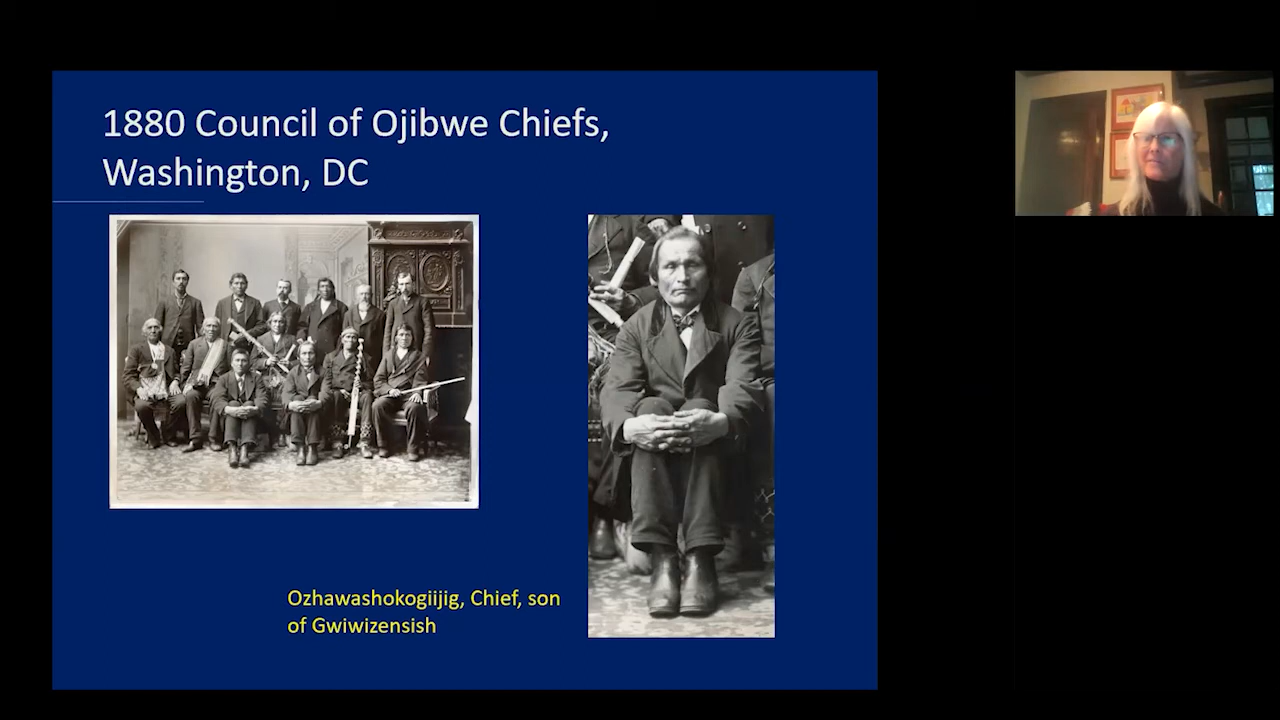 1880 Council of Ojibwe Chiefs,
Washington, DC
Ozhawashokogiijig, Chief, son
of Gwiwizensish